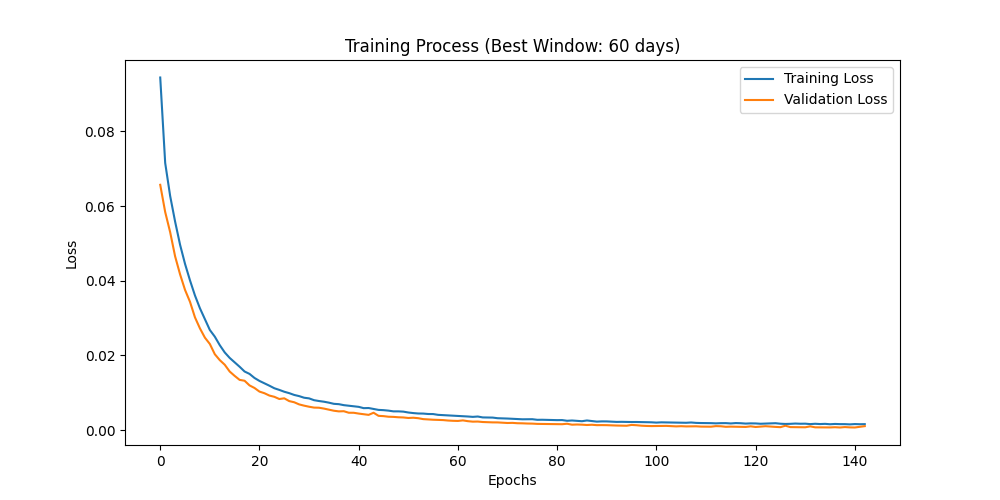 Training Process (Best Window: 60 days)
Training Loss
Validation Loss
Loss
0.08
0.06
0.04
0.02
0.00
0 20 40 60 80 100 120 140
Epochs